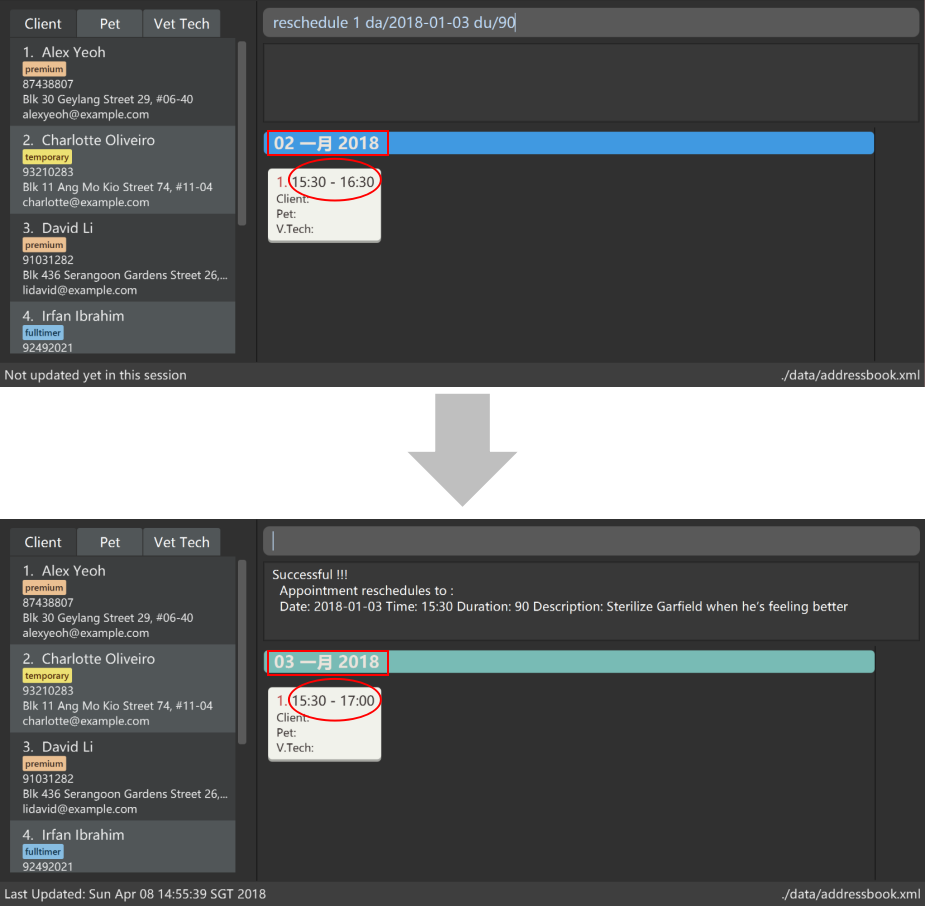 Client Pet Vet Tech
reschedule 1 da/2018-01-03 du/90
1. Alex Yeoh
premium
87438807
Blk 30 Geylang Street 29, #06-40
alexyeoh@example.com
2. Charlotte Oliveiro
temporary
93210283
Blk 11 Ang Mo Kio Street 74, #11-04
charlotte@example.com
3. David Li
premium
91031282
Blk 436 Serangoon Gardens Street 26,...
lidavid@example.com
4. Irfan Ibrahim
fulltimer
92492021
02 一月 2018
1. 15:30 - 16:30
Client:
Pet:
V.Tech:
Not updated yet in this session
./data/addressbook.xml
Client Pet Vet Tech
1. Alex Yeoh
premium
87438807
Blk 30 Geylang Street 29, #06-40
alexyeoh@example.com
2. Charlotte Oliveiro
temporary
93210283
Blk 11 Ang Mo Kio Street 74, #11-04
charlotte@example.com
3. David Li
premium
91031282
Blk 436 Serangoon Gardens Street 26,...
lidavid@example.com
4. Irfan Ibrahim
fulltimer
92492021
Successful !!!
Appointment reschedules to :
Date: 2018-01-03 Time: 15:30 Duration: 90 Description: Sterilize Garfield when he's feeling better
03 一月 2018
1. 15:30 - 17:00
Client:
Pet:
V.Tech:
Last Updated: Sun Apr 08 14:55:39 SGT 2018
./data/addressbook.xml